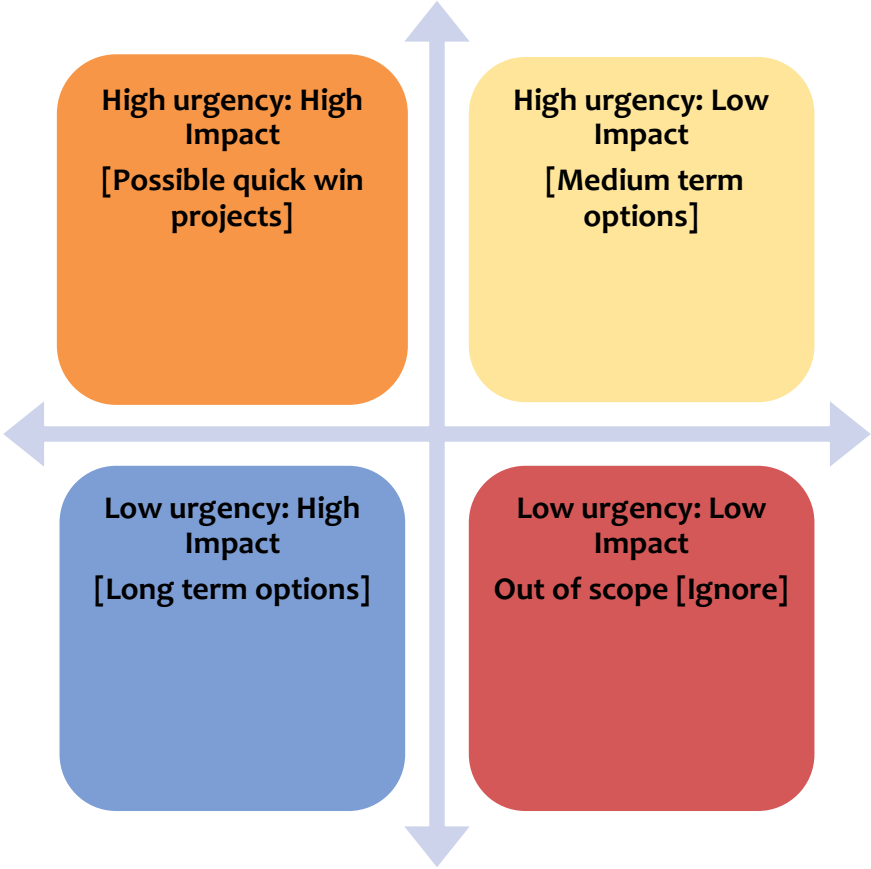 High urgency: High
Impact
[Possible quick win
projects]
High urgency: Low
Impact
[Medium term
options]
Low urgency: High
Impact
[Long term options]
Low urgency: Low
Impact
Out of scope [Ignore]